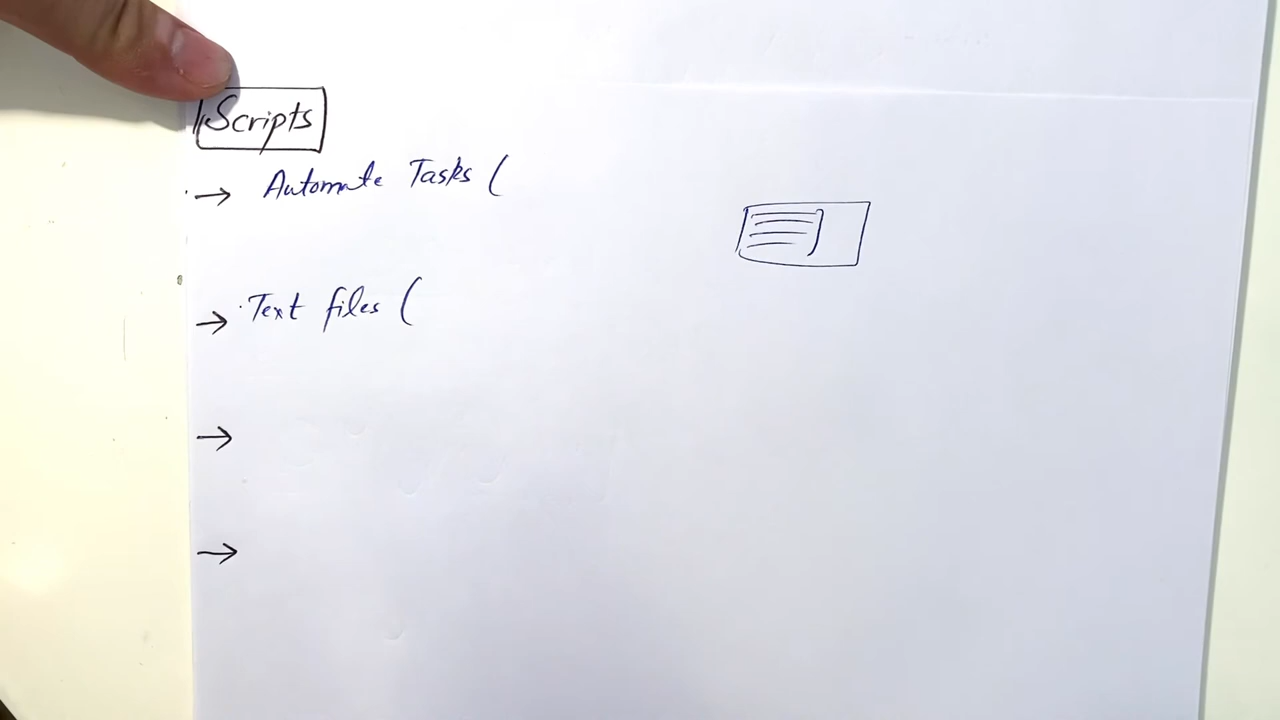 Scripts
→ Automate Tasks (
→ Text files (
→
→